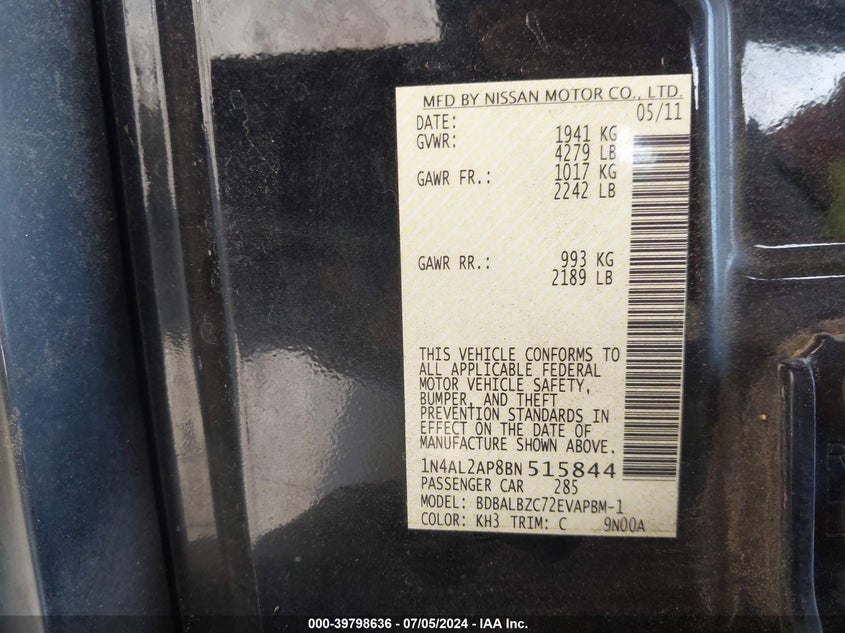 MFD BY NISSAN MOTOR CO., LTD.
DATE: 05/11
GVWR: 1941 KG
4279 LB
GAWR FR.: 1017 KG
2242 LB
GAWR RR.: 993 KG
2189 LB
THIS VEHICLE CONFORMS TO
ALL APPLICABLE FEDERAL
MOTOR VEHICLE SAFETY,
BUMPER, AND THEFT
PREVENTION STANDARDS IN
EFFECT ON THE DATE OF
MANUFACTURE SHOWN ABOVE.
1N4AL2AP8BN515844
PASSENGER CAR 285
MODEL: BDBALBZC72EVAPBM-1
COLOR: KH3 TRIM: C 9N00A
000-39798636 - 07/05/2024 - IAA Inc.